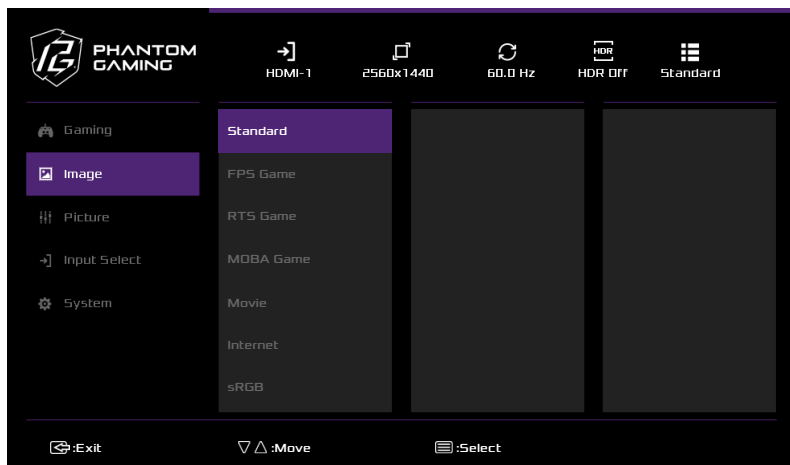 PHANTOM
GAMING
HDMI-1
2560x1440
60.0 Hz
HDR
HDR Off
Standard
Gaming
Image
Picture
Input Select
System
Standard
FPS Game
RTS Game
MOBA Game
Movie
Internet
sRGB
:Exit
:Move
:Select